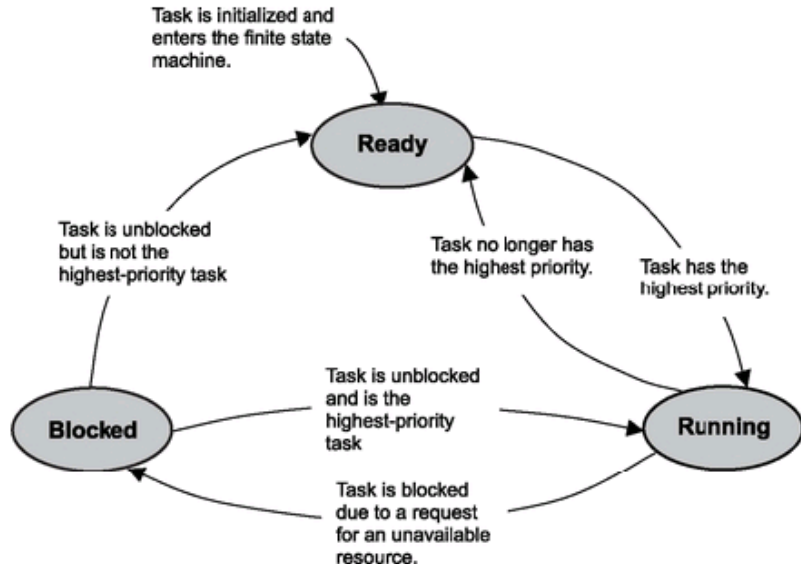 Task is initialized and
enters the finite state
machine.
Ready
Task is unblocked
but is not the
highest-priority task
Task no longer has
the highest priority.
Task has the
highest priority.
Task is unblocked
and is the
highest-priority
task
Blocked
Running
Task is blocked
due to a request
for an unavailable
resource.